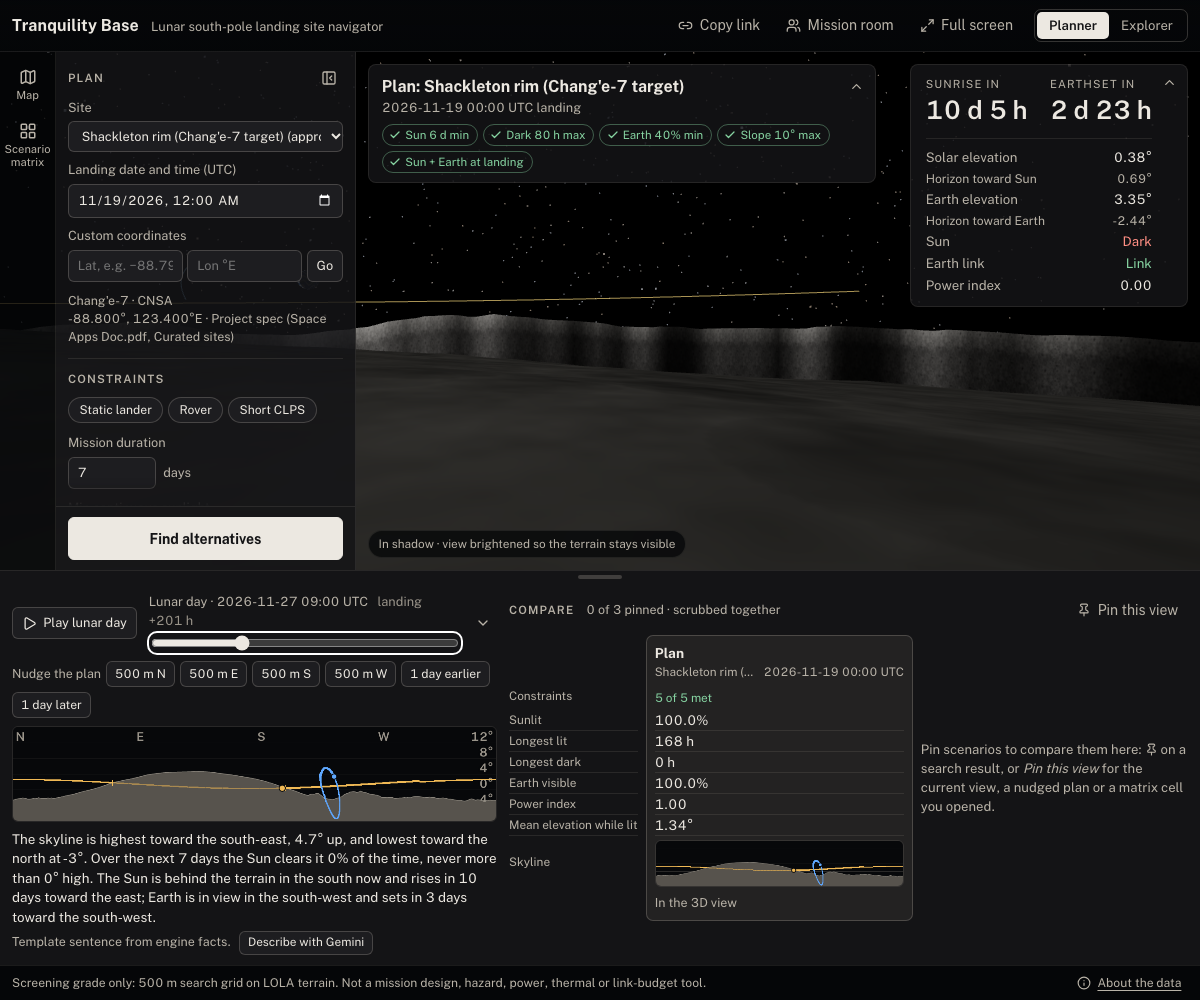 Tranquility Base Lunar south-pole landing site navigator
Copy link Mission room Full screen Planner Explorer
Map
Scenario
matrix
PLAN
Site
Shackleton rim (Chang'e-7 target) (appro
Landing date and time (UTC)
11/19/2026, 12:00 AM
Custom coordinates
Lat, e.g. −88.79 Lon °E Go
Chang'e-7 · CNSA
-88.800°, 123.400°E · Project spec (Space
Apps Doc.pdf, Curated sites)
CONSTRAINTS
Static lander Rover Short CLPS
Mission duration
7 days
Find alternatives
Plan: Shackleton rim (Chang'e-7 target)
2026-11-19 00:00 UTC landing
Sun 6 d min Dark 80 h max Earth 40% min Slope 10° max
Sun + Earth at landing
SUNRISE IN EARTHSET IN
10 d 5 h 2 d 23 h
Solar elevation 0.38°
Horizon toward Sun 0.69°
Earth elevation 3.35°
Horizon toward Earth -2.44°
Sun Dark
Earth link Link
Power index 0.00
In shadow · view brightened so the terrain stays visible
Play lunar day
Lunar day · 2026-11-27 09:00 UTC landing
+201 h
Nudge the plan 500 m N 500 m E 500 m S 500 m W 1 day earlier
1 day later
N E S W 12°
8°
4°
0°
4°
The skyline is highest toward the south-east, 4.7° up, and lowest toward the
north at -3°. Over the next 7 days the Sun clears it 0% of the time, never more
than 0° high. The Sun is behind the terrain in the south now and rises in 10
days toward the east; Earth is in view in the south-west and sets in 3 days
toward the south-west.
Template sentence from engine facts. Describe with Gemini
COMPARE 0 of 3 pinned · scrubbed together
Pin this view
Plan
Shackleton rim (... 2026-11-19 00:00 UTC
Constraints 5 of 5 met
Sunlit 100.0%
Longest lit 168 h
Longest dark 0 h
Earth visible 100.0%
Power index 1.00
Mean elevation while lit 1.34°
Skyline
In the 3D view
Pin scenarios to compare them here: on a
search result, or Pin this view for the
current view, a nudged plan or a matrix cell
you opened.
Screening grade only: 500 m search grid on LOLA terrain. Not a mission design, hazard, power, thermal or link-budget tool.
About the data